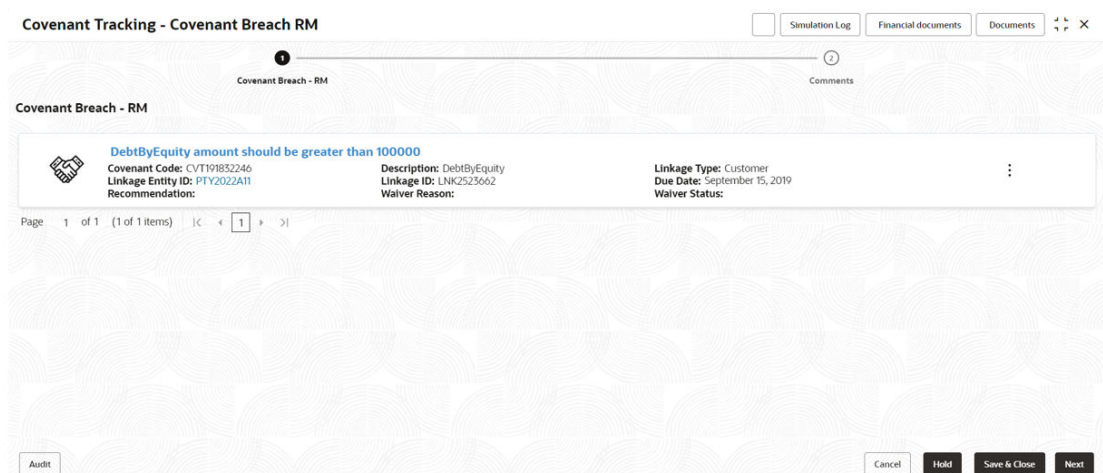 Covenant Tracking - Covenant Breach RM
Simulation Log
Financial documents
Documents
1
2
Covenant Breach - RM
Comments
Covenant Breach - RM
DebtByEquity amount should be greater than 100000
Covenant Code: CVT191832246 Description: DebtByEquity Linkage Type: Customer
Linkage Entity ID: PTY2022A11 Linkage ID: LNK2523662 Due Date: September 15, 2019
Recommendation: Waiver Reason: Waiver Status:
Page 1 of 1 (1 of 1 items) 1
Audit
Cancel
Hold
Save & Close
Next